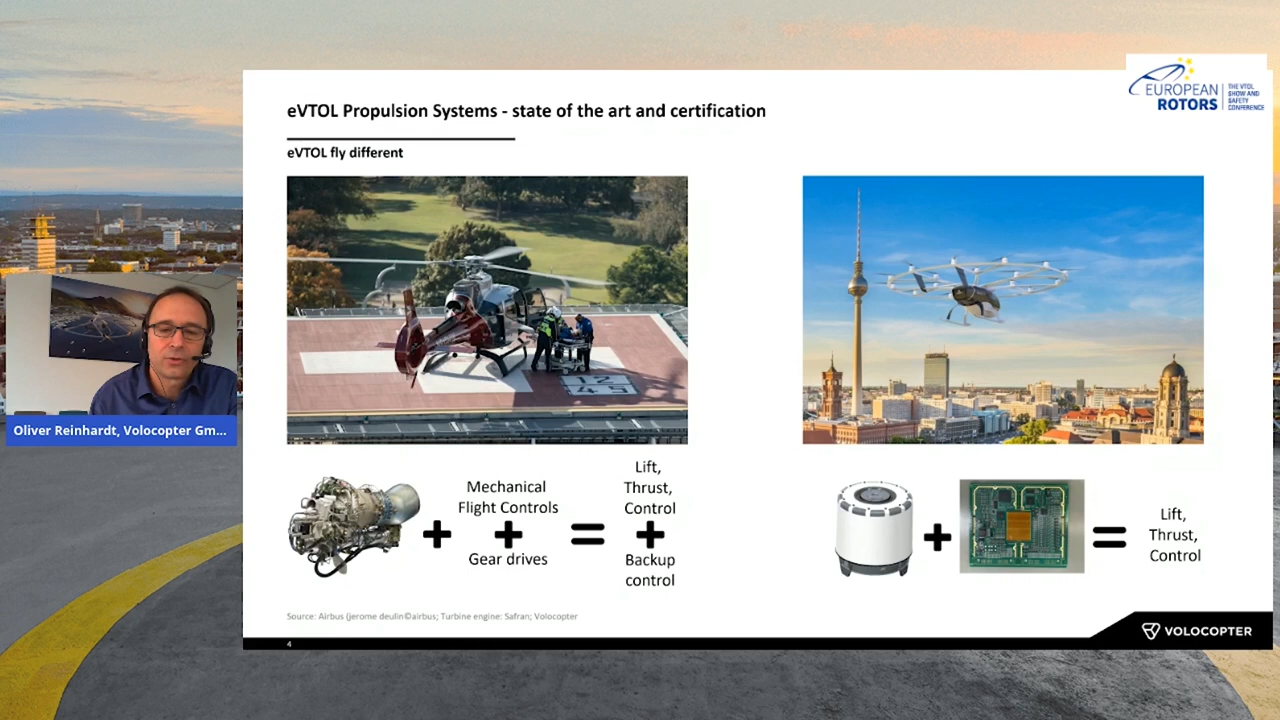 EUROPEAN
ROTORS
THE VTOL
SHOW AND
SAFETY
CONFERENCE
eVTOL Propulsion Systems - state of the art and certification
eVTOL fly different
12
Oliver Reinhardt, Volocopter Gm...
Mechanical
Flight Controls
+
+
Gear drives
=
Lift,
Thrust,
Control
+
Backup
control
+
=
Lift,
Thrust,
Control
Source: Airbus (jerome deulin©airbus; Turbine engine: Safran; Volocopter
4
VOLOCOPTER